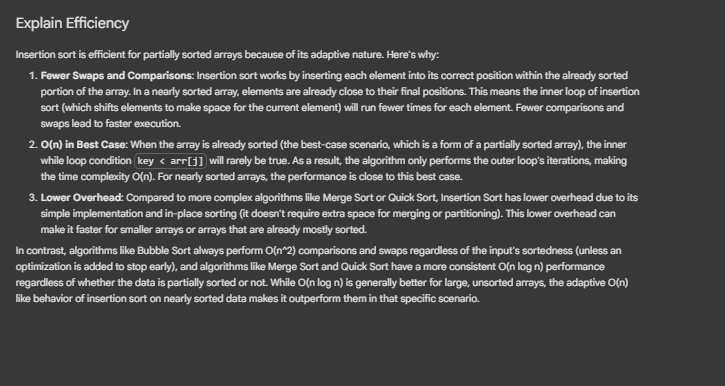 Explain Efficiency
Insertion sort is efficient for partially sorted arrays because of its adaptive nature. Here's why:
1. Fewer Swaps and Comparisons: Insertion sort works by inserting each element into its correct position within the already sorted
portion of the array. In a nearly sorted array, elements are already close to their final positions. This means the inner loop of insertion
sort (which shifts elements to make space for the current element) will run fewer times for each element. Fewer comparisons and
swaps lead to faster execution.
2. O(n) in Best Case: When the array is already sorted (the best-case scenario, which is a form of a partially sorted array), the inner
while loop condition key < arr[j] will rarely be true. As a result, the algorithm only performs the outer loop's iterations, making
the time complexity O(n). For nearly sorted arrays, the performance is close to this best case.
3. Lower Overhead: Compared to more complex algorithms like Merge Sort or Quick Sort, Insertion Sort has lower overhead due to its
simple implementation and in-place sorting (it doesn't require extra space for merging or partitioning). This lower overhead can
make it faster for smaller arrays or arrays that are already mostly sorted.
In contrast, algorithms like Bubble Sort always perform O(n^2) comparisons and swaps regardless of the input's sortedness (unless an
optimization is added to stop early), and algorithms like Merge Sort and Quick Sort have a more consistent O(n log n) performance
regardless of whether the data is partially sorted or not. While O(n log n) is generally better for large, unsorted arrays, the adaptive O(n)
like behavior of insertion sort on nearly sorted data makes it outperform them in that specific scenario.